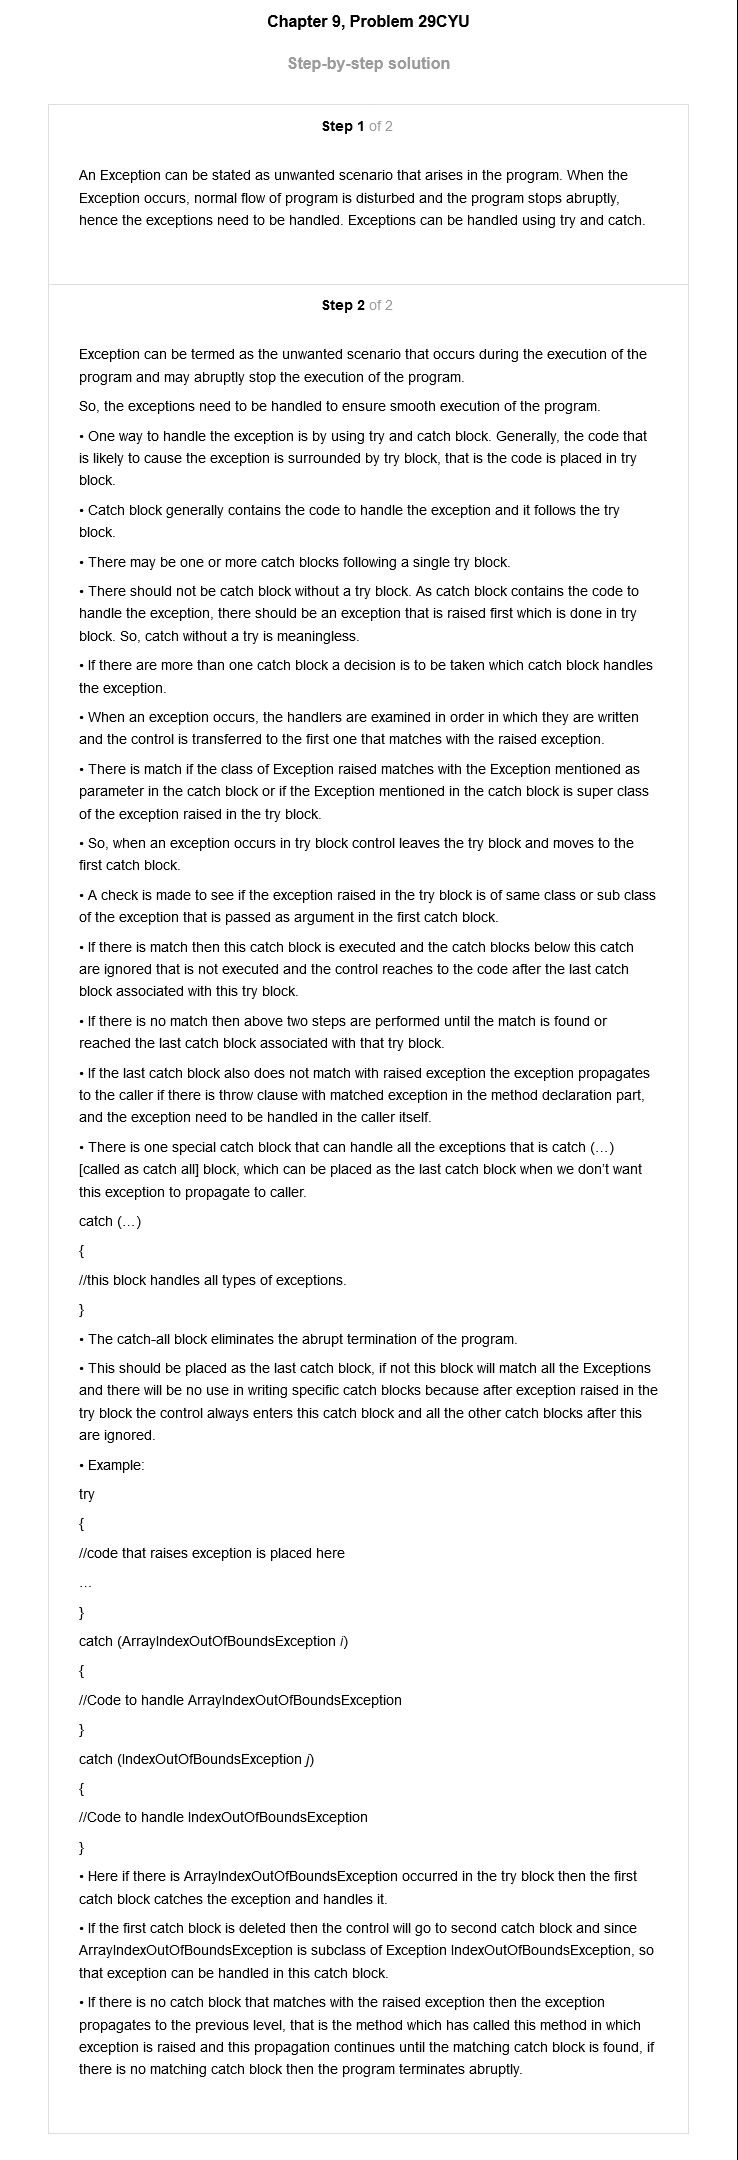 Chapter 9, Problem 29CYU
Step-by-step solution
Step 1 of 2
An Exception can be stated as unwanted scenario that arises in the program. When the
Exception occurs, normal flow of program is disturbed and the program stops abruptly,
hence the exceptions need to be handled. Exceptions can be handled using try and catch.
Step 2 of 2
Exception can be termed as the unwanted scenario that occurs during the execution of the
program and may abruptly stop the execution of the program.
So, the exceptions need to be handled to ensure smooth execution of the program.
• One way to handle the exception is by using try and catch block. Generally, the code that
is likely to cause the exception is surrounded by try block, that is the code is placed in try
block.
• Catch block generally contains the code to handle the exception and it follows the try
block.
• There may be one or more catch blocks following a single try block.
• There should not be catch block without a try block. As catch block contains the code to
handle the exception, there should be an exception that is raised first which is done in try
block. So, catch without a try is meaningless.
• If there are more than one catch block a decision is to be taken which catch block handles
the exception.
• When an exception occurs, the handlers are examined in order in which they are written
and the control is transferred to the first one that matches with the raised exception.
• There is match if the class of Exception raised matches with the Exception mentioned as
parameter in the catch block or if the Exception mentioned in the catch block is super class
of the exception raised in the try block.
• So, when an exception occurs in try block control leaves the try block and moves to the
first catch block.
• A check is made to see if the exception raised in the try block is of same class or sub class
of the exception that is passed as argument in the first catch block.
• If there is match then this catch block is executed and the catch blocks below this catch
are ignored that is not executed and the control reaches to the code after the last catch
block associated with this try block.
• If there is no match then above two steps are performed until the match is found or
reached the last catch block associated with that try block.
• If the last catch block also does not match with raised exception the exception propagates
to the caller if there is throw clause with matched exception in the method declaration part,
and the exception need to be handled in the caller itself.
• There is one special catch block that can handle all the exceptions that is catch (…)
[called as catch all] block, which can be placed as the last catch block when we don't want
this exception to propagate to caller.
catch (…)
{
//this block handles all types of exceptions.
}
• The catch-all block eliminates the abrupt termination of the program.
• This should be placed as the last catch block, if not this block will match all the Exceptions
and there will be no use in writing specific catch blocks because after exception raised in the
try block the control always enters this catch block and all the other catch blocks after this
are ignored.
• Example:
try
{
//code that raises exception is placed here
…
}
catch (ArrayIndexOutOfBoundsException i)
{
//Code to handle ArrayIndexOutOfBoundsException
}
catch (IndexOutOfBoundsException j)
{
//Code to handle IndexOutOfBoundsException
}
• Here if there is ArrayIndexOutOfBoundsException occurred in the try block then the first
catch block catches the exception and handles it.
• If the first catch block is deleted then the control will go to second catch block and since
ArrayIndexOutOfBoundsException is subclass of Exception IndexOutOfBoundsException, so
that exception can be handled in this catch block.
• If there is no catch block that matches with the raised exception then the exception
propagates to the previous level, that is the method which has called this method in which
exception is raised and this propagation continues until the matching catch block is found, if
there is no matching catch block then the program terminates abruptly.